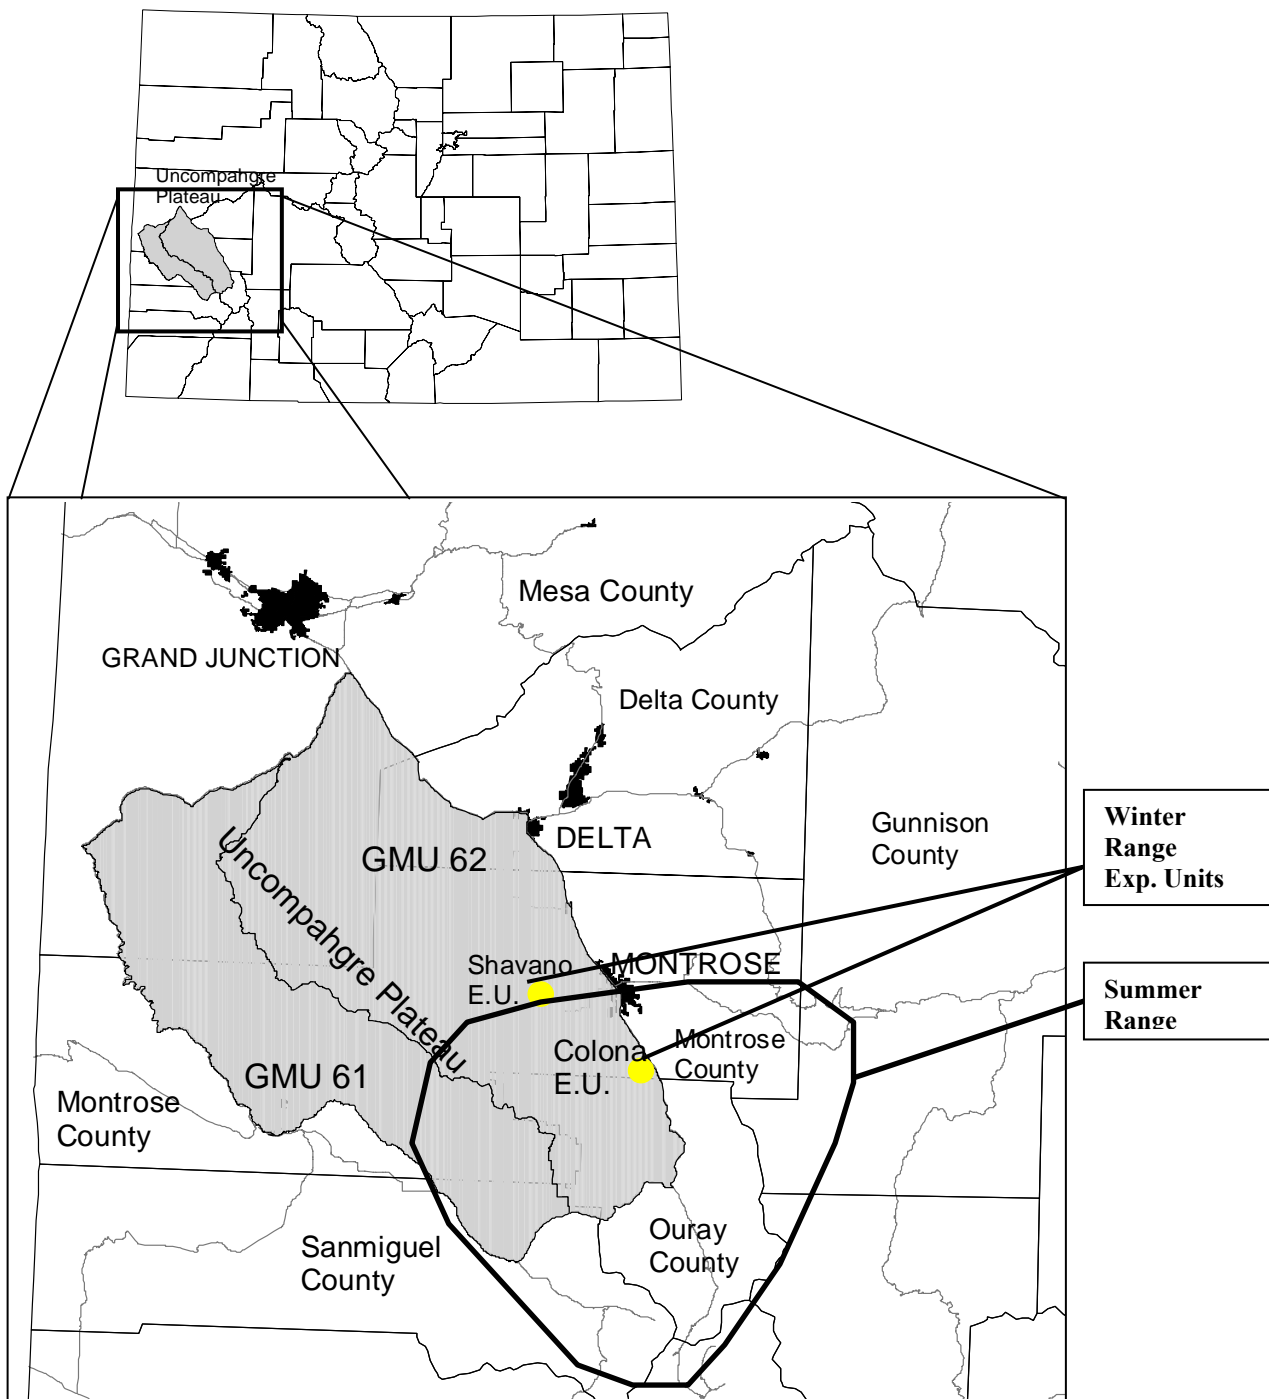 Uncompahgre
Plateau
Mesa County
GRAND JUNCTION
Delta County
Gunnison
County
DELTA
GMU 62
Uncompahgre Plateau
Winter
Range
Exp. Units
Shavano
E.U.
MONTROSE
Summer
Range
Colona
E.U.
Montrose
County
GMU 61
Montrose
County
Ouray
County
Sanmiguel
County